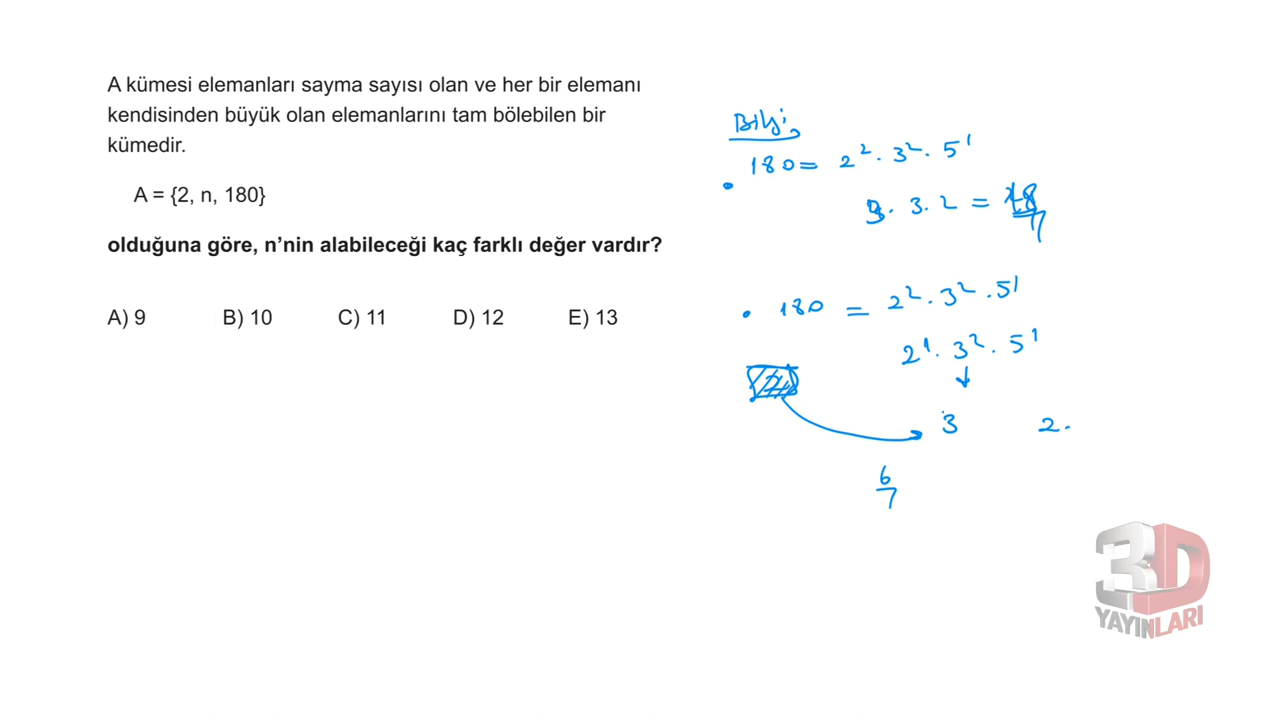 A kümesi elemanları sayma sayısı olan ve her bir elemanı
kendisinden büyük olan elemanlarını tam bölebilen bir
kümedir.
A = {2, n, 180}
olduğuna göre, n’nin alabileceği kaç farklı değer vardır?
A) 9 B) 10 C) 11 D) 12 E) 13
Bilgi
• 180 = 2² . 3² . 5¹
3 . 3 . 2 = 18
• 180 = 2² . 3² . 5¹
2¹ . 3² . 5¹
3 2.
6
3D
YAYINLARI